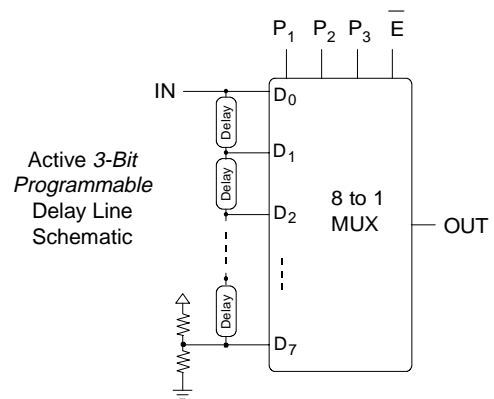 P1 P2 P3 E̅
IN D0
Delay
D1
Delay
D2
Delay
D7
Active 3-Bit
Programmable
Delay Line
Schematic
8 to 1
MUX
OUT